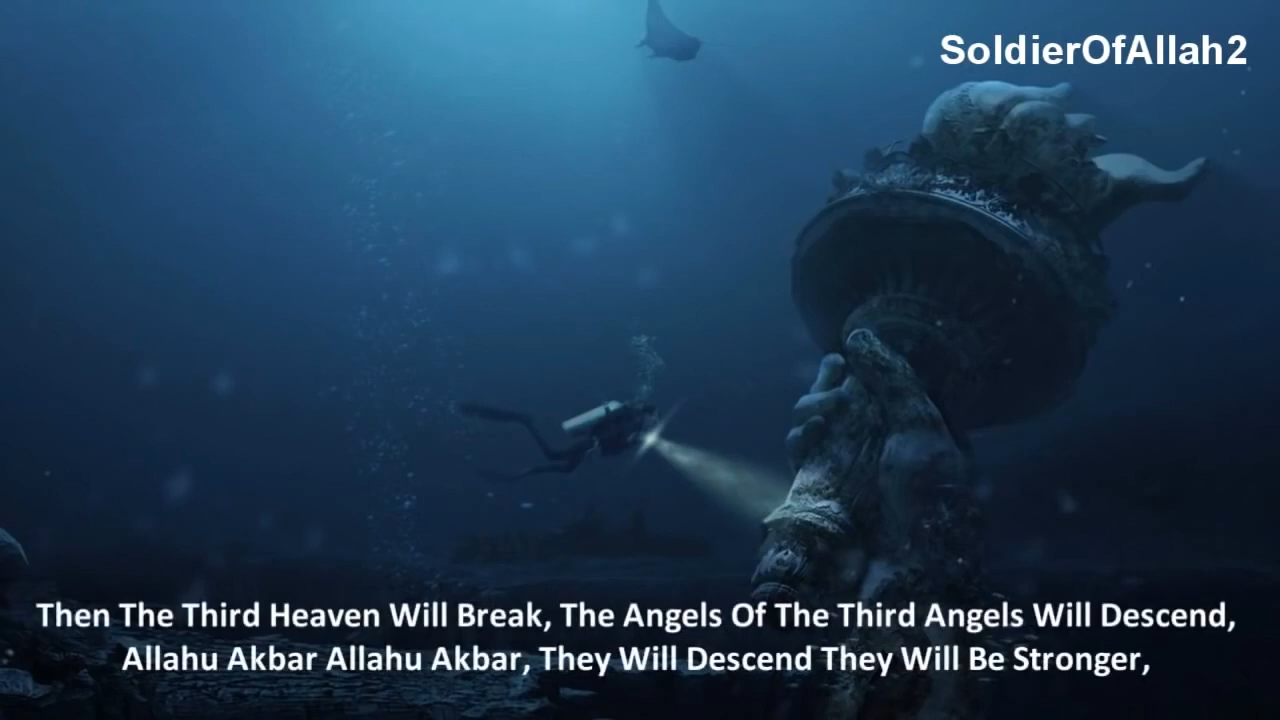 SoldierOfAllah2
Then The Third Heaven Will Break, The Angels Of The Third Angels Will Descend,
Allahu Akbar Allahu Akbar, They Will Descend They Will Be Stronger,